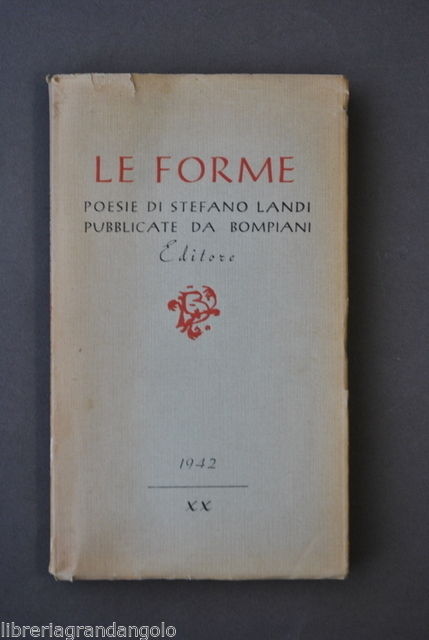 LE FORME
POESIE DI STEFANO LANDI
PUBBLICATE DA BOMPIANI
Editore
B
1942
XX
libreriagrandangolo